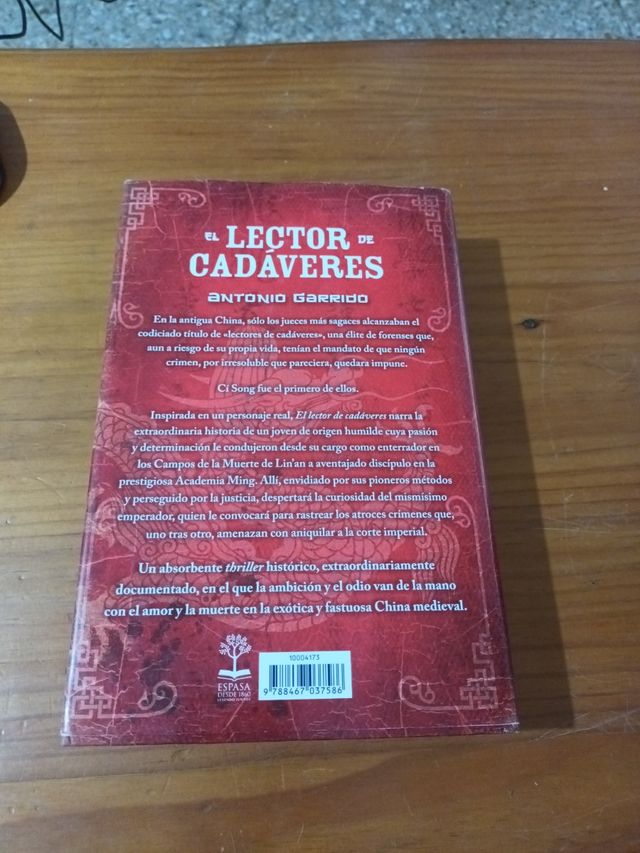 EL LECTOR DE
CADÁVERES
ANTONIO GARRIDO
En la antigua China, sólo los jueces más sagaces alcanzaban el
codiciado título de «lectores de cadáveres», una élite de forenses que,
aun a riesgo de su propia vida, tenían el mandato de que ningún
crimen, por irresoluble que pareciera, quedara impune.
Cí Song fue el primero de ellos.
Inspirada en un personaje real, El lector de cadáveres narra la
extraordinaria historia de un joven de origen humilde cuya pasión
y determinación le condujeron desde su cargo como enterrador en
los Campos de la Muerte de Lin'an a aventajado discípulo en la
prestigiosa Academia Ming. Allí, envidiado por sus pioneros métodos
y perseguido por la justicia, despertará la curiosidad del mismísimo
emperador, quien le convocará para rastrear los atroces crímenes que,
uno tras otro, amenazan con aniquilar a la corte imperial.
Un absorbente thriller histórico, extraordinariamente
documentado, en el que la ambición y el odio van de la mano
con el amor y la muerte en la exótica y fastuosa China medieval.
ESPASA
DESDE 1860
10004173
9 788467 037586